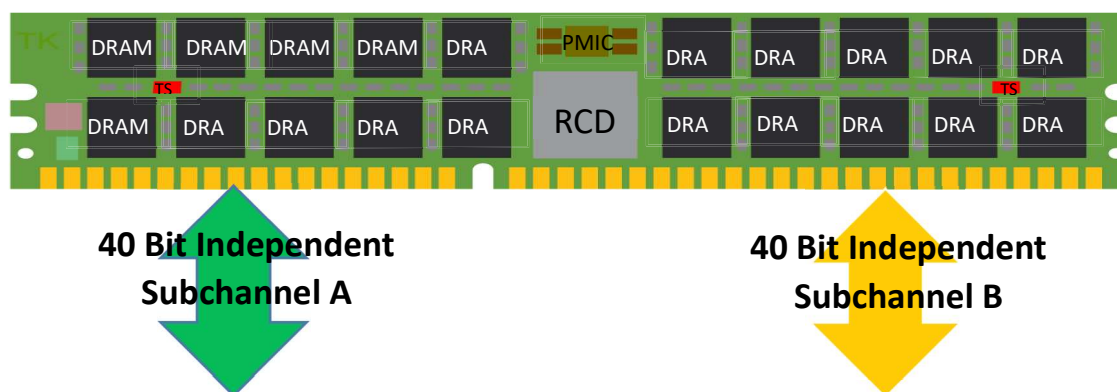 TK
DRAM DRAM DRAM DRAM DRA PMIC DRA DRA DRA DRA DRA
TS TS
DRAM DRA DRA DRA DRA RCD DRA DRA DRA DRA DRA
40 Bit Independent
Subchannel A
40 Bit Independent
Subchannel B